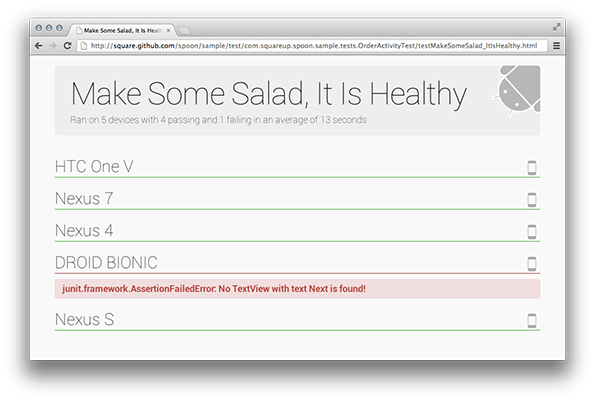 Make Some Salad, It Is Healt
http://square.github.com/spoon/sample/test/com.squareup.spoon.sample.tests.OrderActivityTest/testMakeSomeSalad_ItIsHealthy.html
Make Some Salad, It Is Healthy
Ran on 5 devices with 4 passing and 1 failing in an average of 13 seconds
HTC One V
Nexus 7
Nexus 4
DROID BIONIC
junit.framework.AssertionFailedError: No TextView with text Next is found!
Nexus S